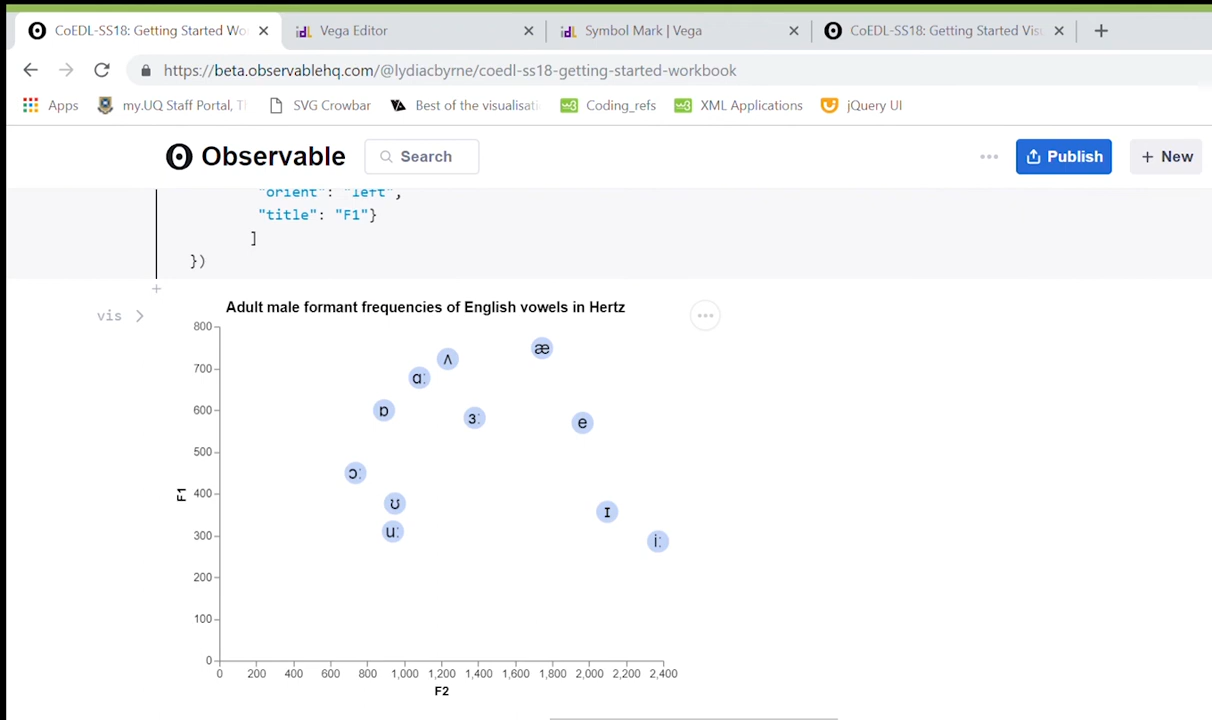 CoEDL-SS18: Getting Started Wo
Vega Editor
Symbol Mark | Vega
CoEDL-SS18: Getting Started Vis
https://beta.observablehq.com/@lydiacbyrne/coedl-ss18-getting-started-workbook
Apps
my.UQ Staff Portal, T
SVG Crowbar
Best of the visualisati
Coding_refs
XML Applications
jQuery UI
Observable
Search
Publish
+ New
"orient": "left",
"title": "F1"}
]
})
vis
Adult male formant frequencies of English vowels in Hertz
800
700
600
500
400
300
200
100
0
F1
æ
ʌ
ɑː
ɒ
ɜː
e
ɔː
ʊ
ɪ
uː
iː
0 200 400 600 800 1,000 1,200 1,400 1,600 1,800 2,000 2,200 2,400
F2